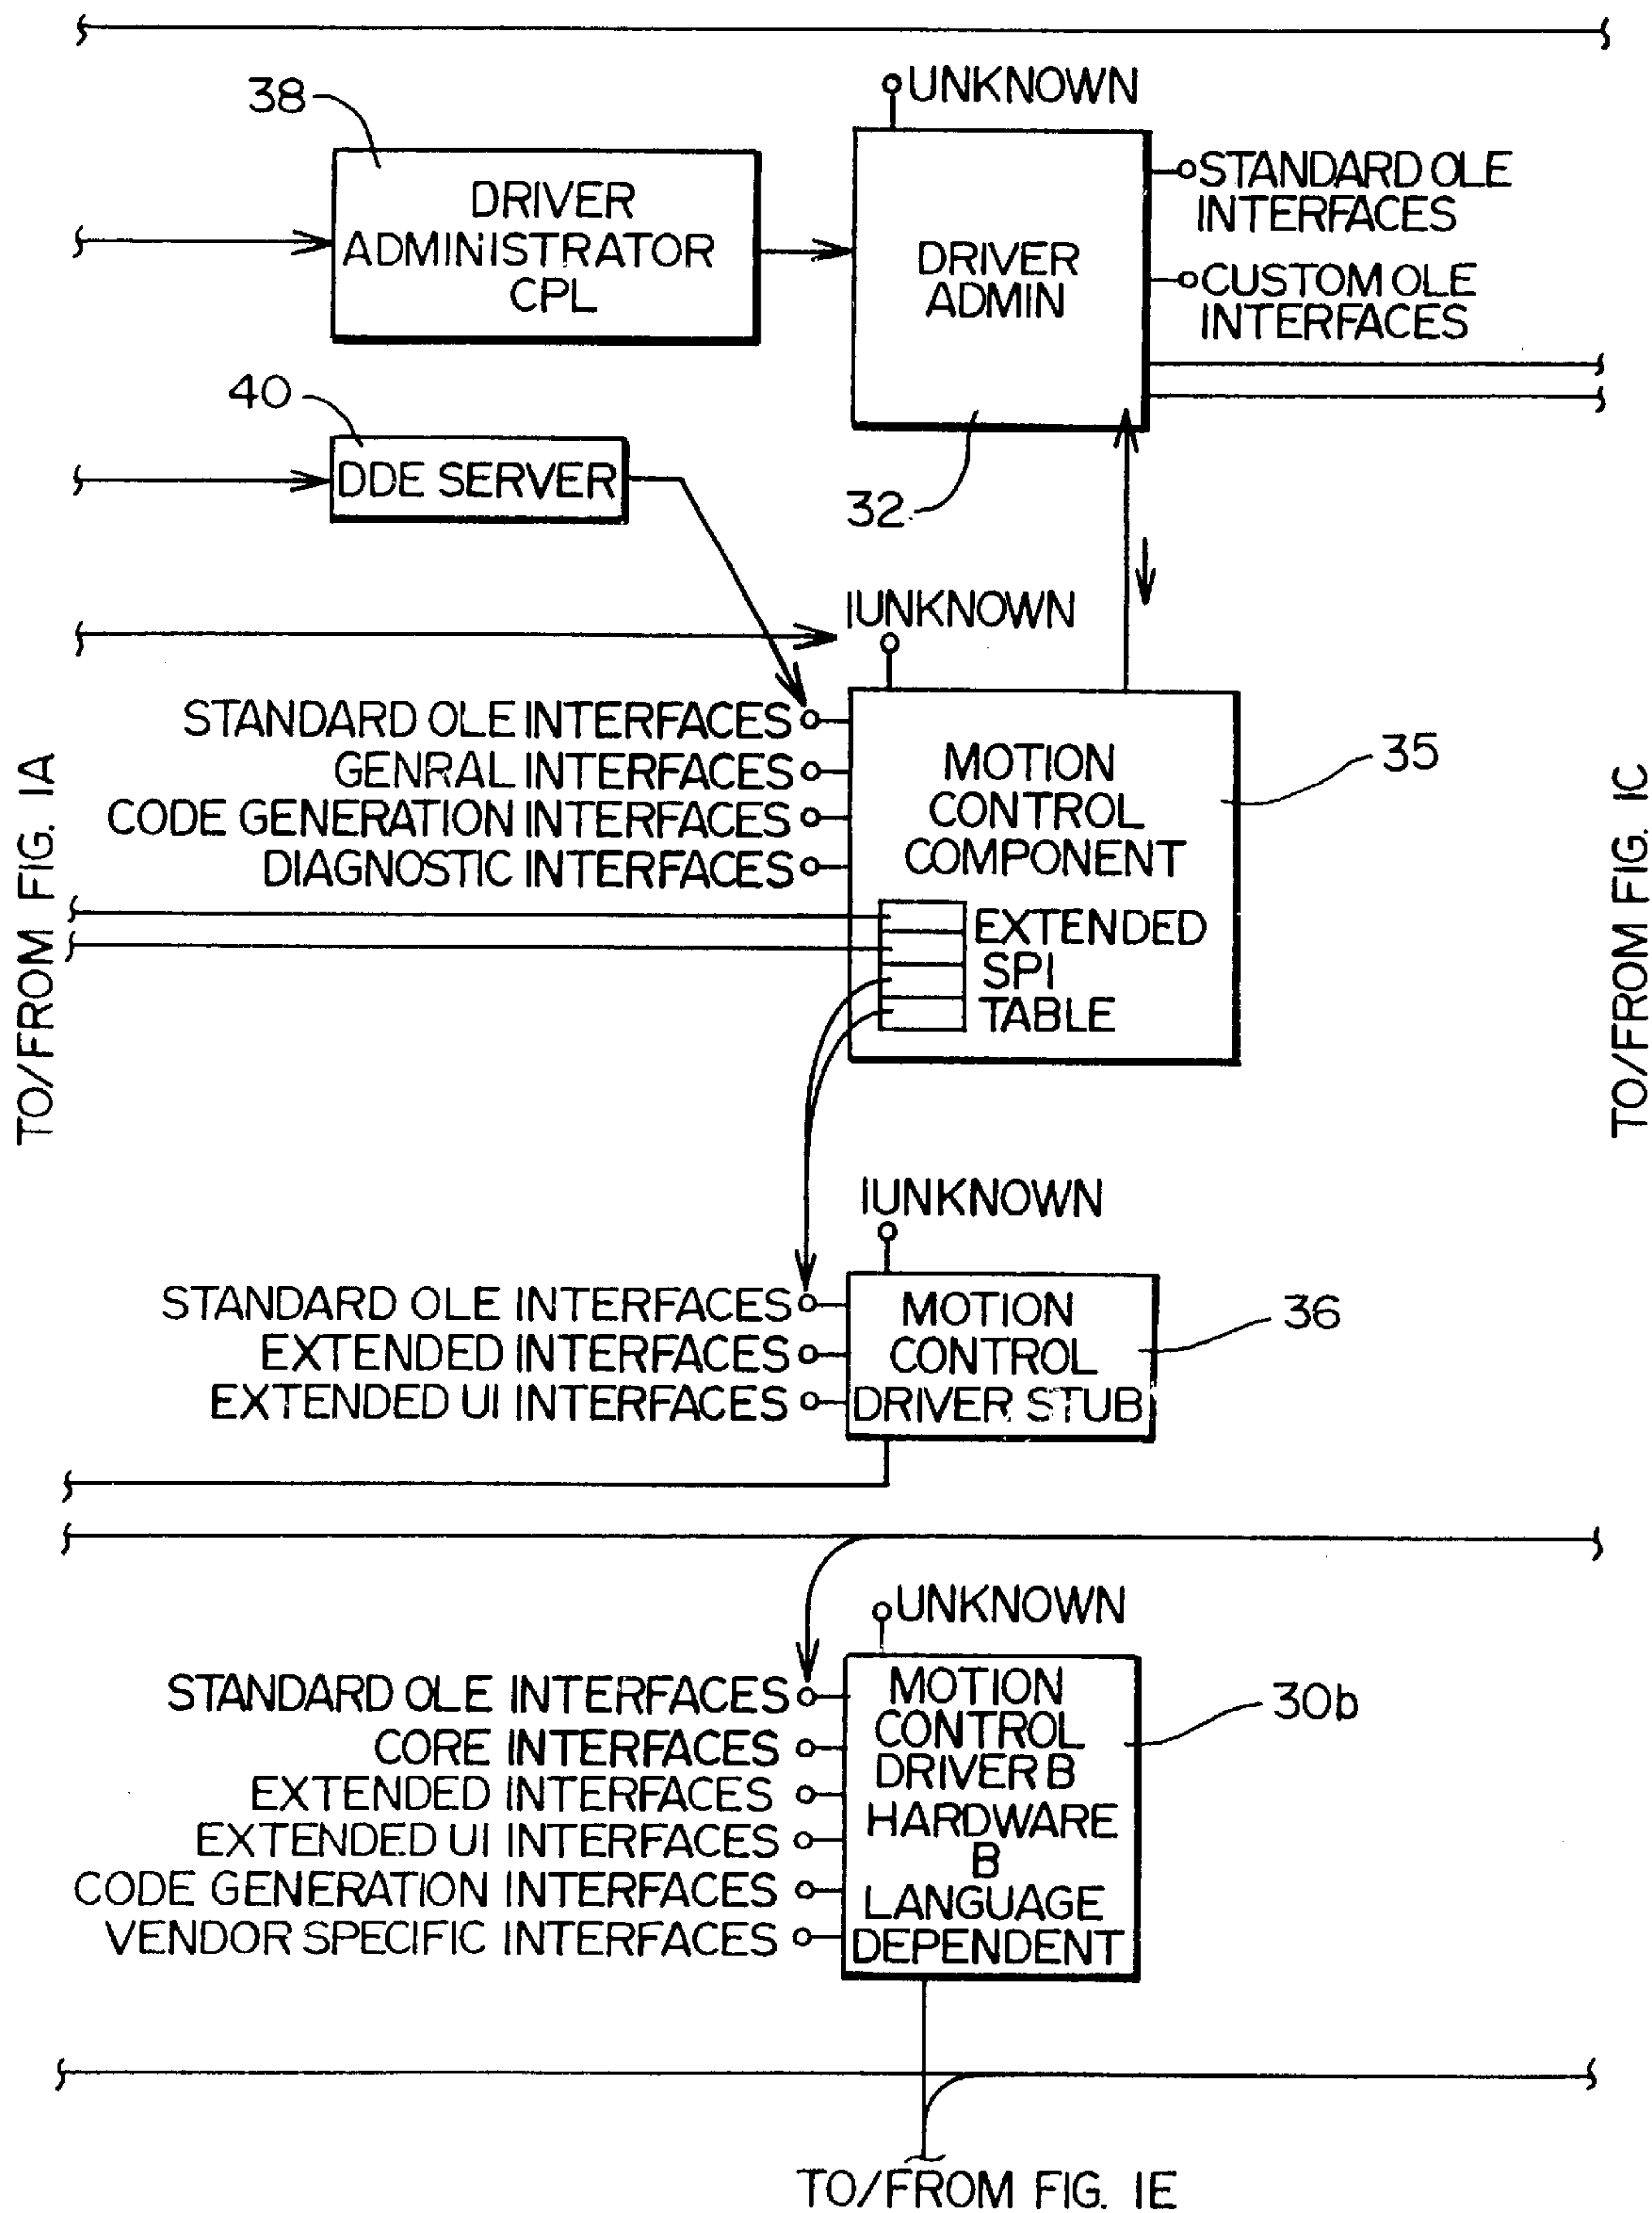 UNKNOWN
38
DRIVER
ADMINISTRATOR
CPL
DRIVER
ADMIN
STANDARD OLE
INTERFACES
CUSTOM OLE
INTERFACES
40
DDE SERVER
32
IUNKNOWN
STANDARD OLE INTERFACES
GENRAL INTERFACES
CODE GENERATION INTERFACES
DIAGNOSTIC INTERFACES
MOTION
CONTROL
COMPONENT
35
EXTENDED
SPI
TABLE
TO/FROM FIG. 1A
TO/FROM FIG. 1C
IUNKNOWN
STANDARD OLE INTERFACES
EXTENDED INTERFACES
EXTENDED UI INTERFACES
MOTION
CONTROL
DRIVER STUB
36
UNKNOWN
STANDARD OLE INTERFACES
CORE INTERFACES
EXTENDED INTERFACES
EXTENDED UI INTERFACES
CODE GENERATION INTERFACES
VENDOR SPECIFIC INTERFACES
MOTION
CONTROL
DRIVER B
HARDWARE
B
LANGUAGE
DEPENDENT
30b
TO/FROM FIG. 1E